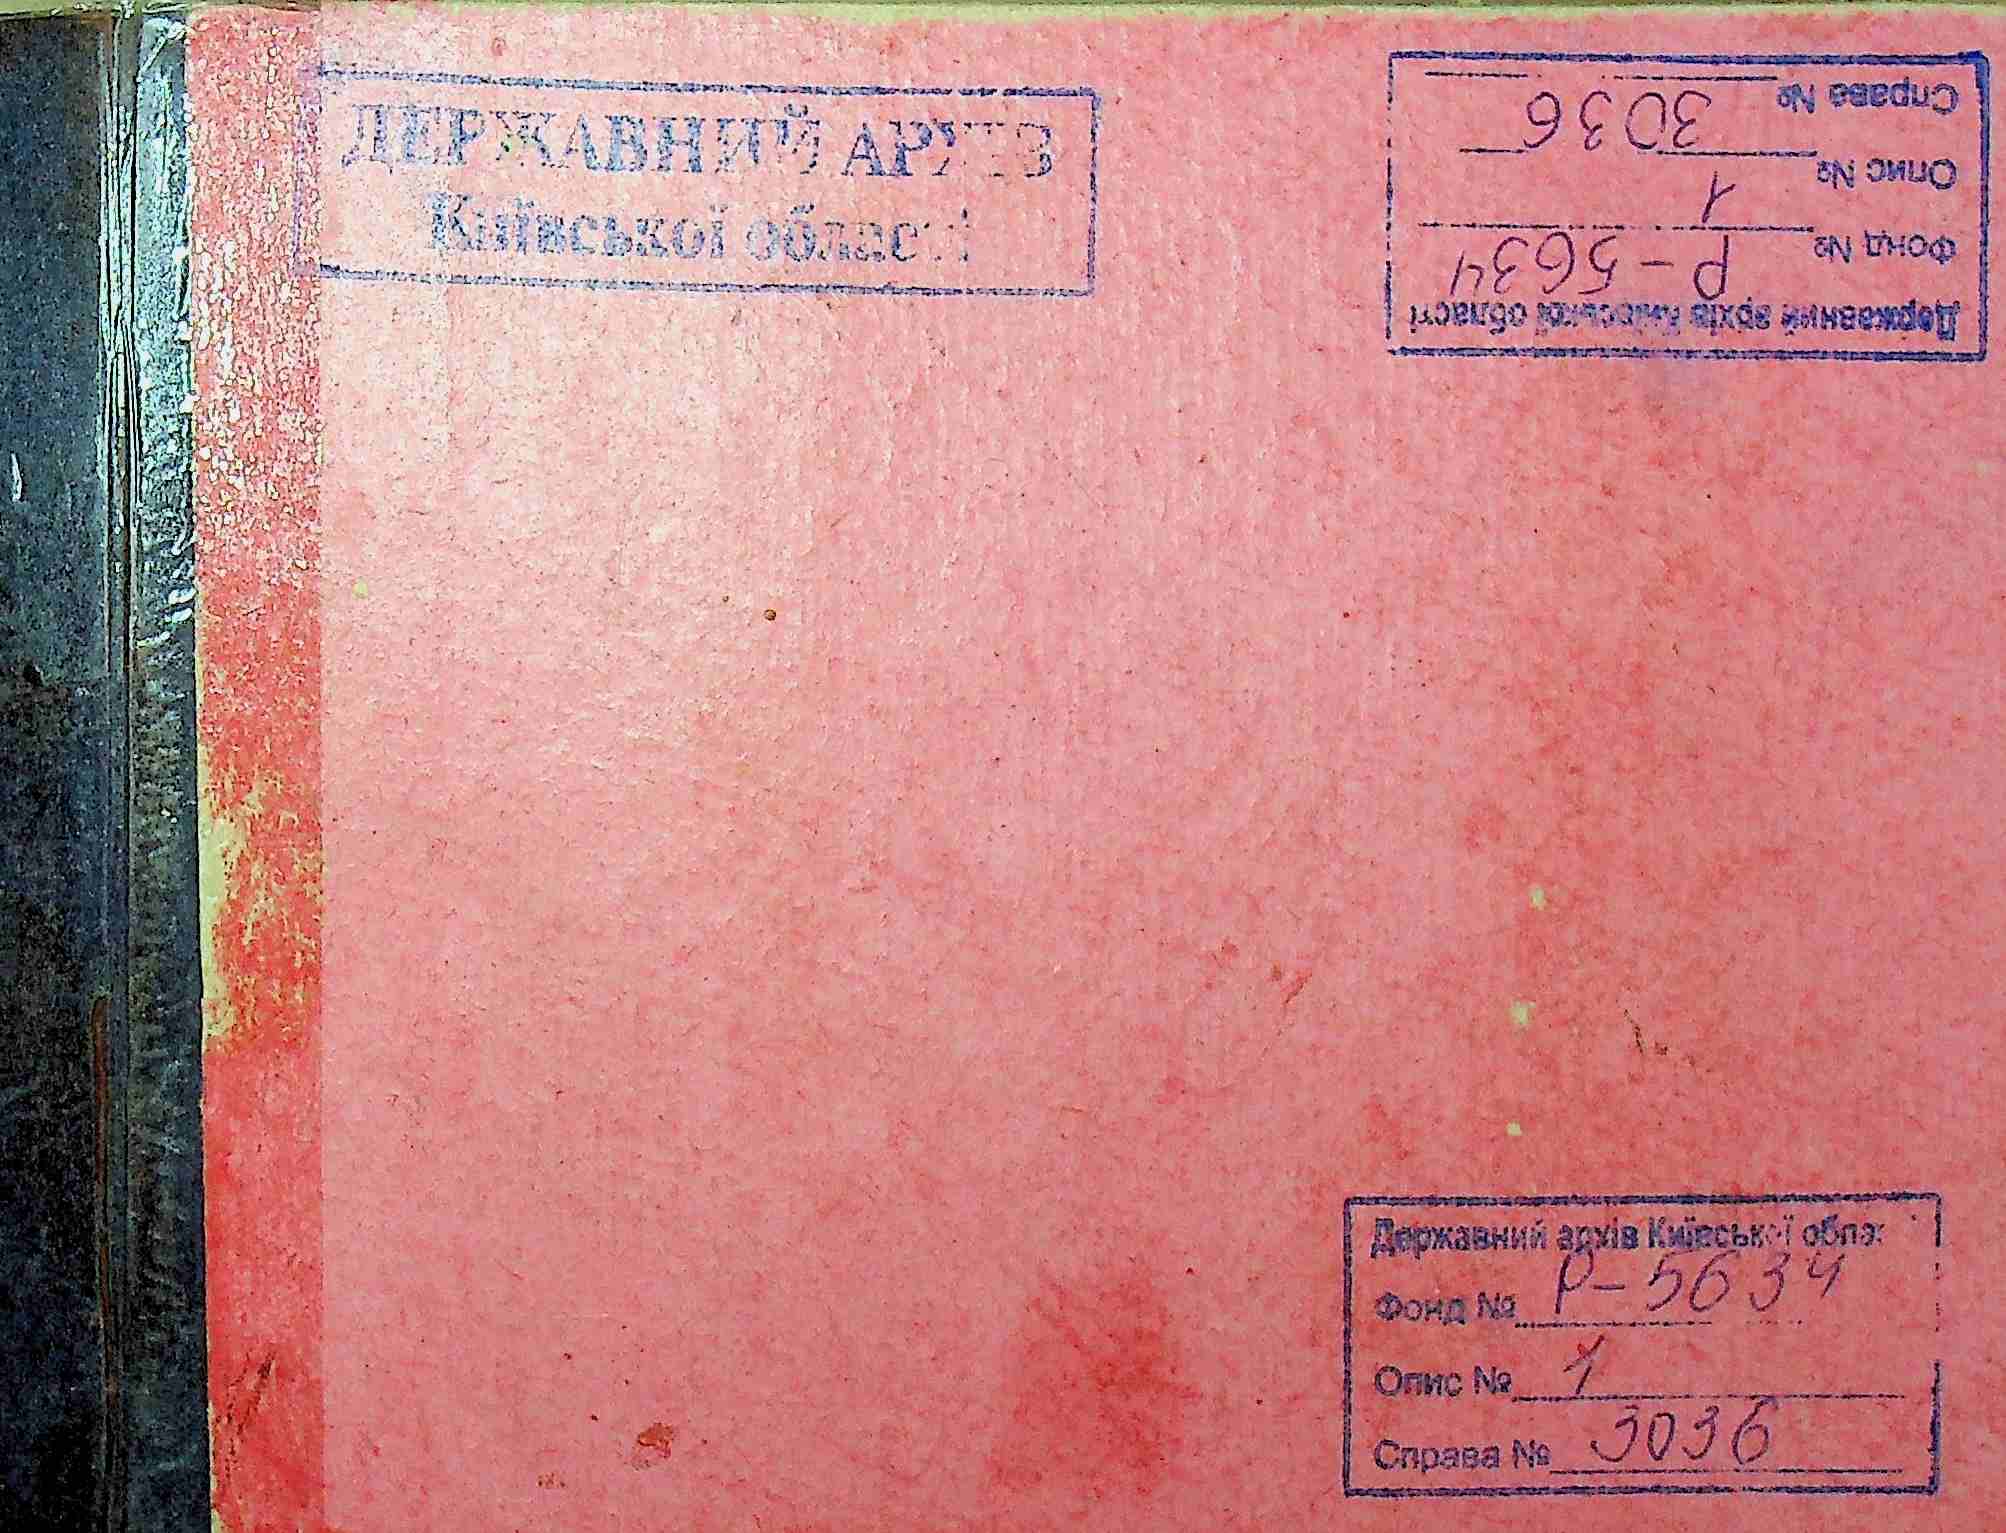 ДЕРЖАВНИЙ АРХІВ
Київської області
Державний архів Київської області
Фонд № Р-5634
Опис № 1
Справа № 3036
Державний архів Київської обла
Фонд № Р-5634
Опис № 1
Справа № 3036